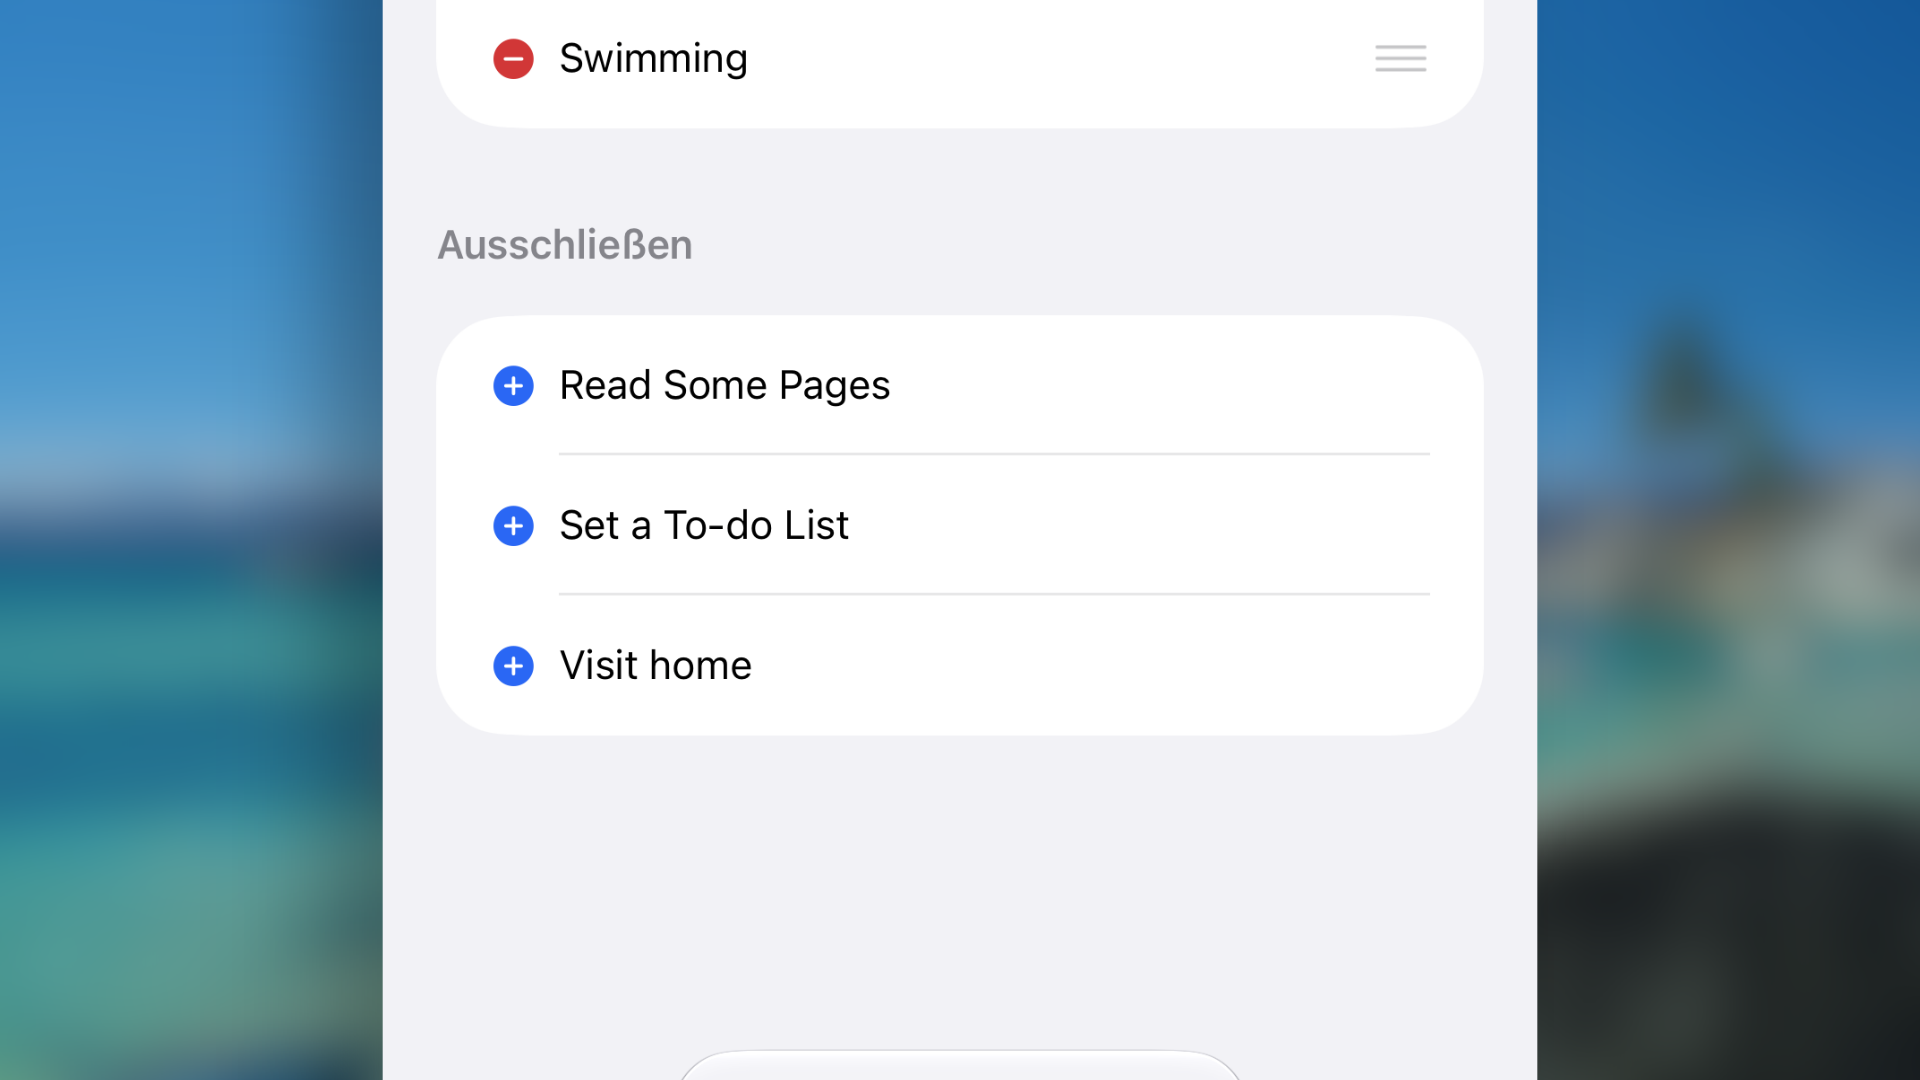 Swimming
Ausschließen
Read Some Pages
Set a To-do List
Visit home